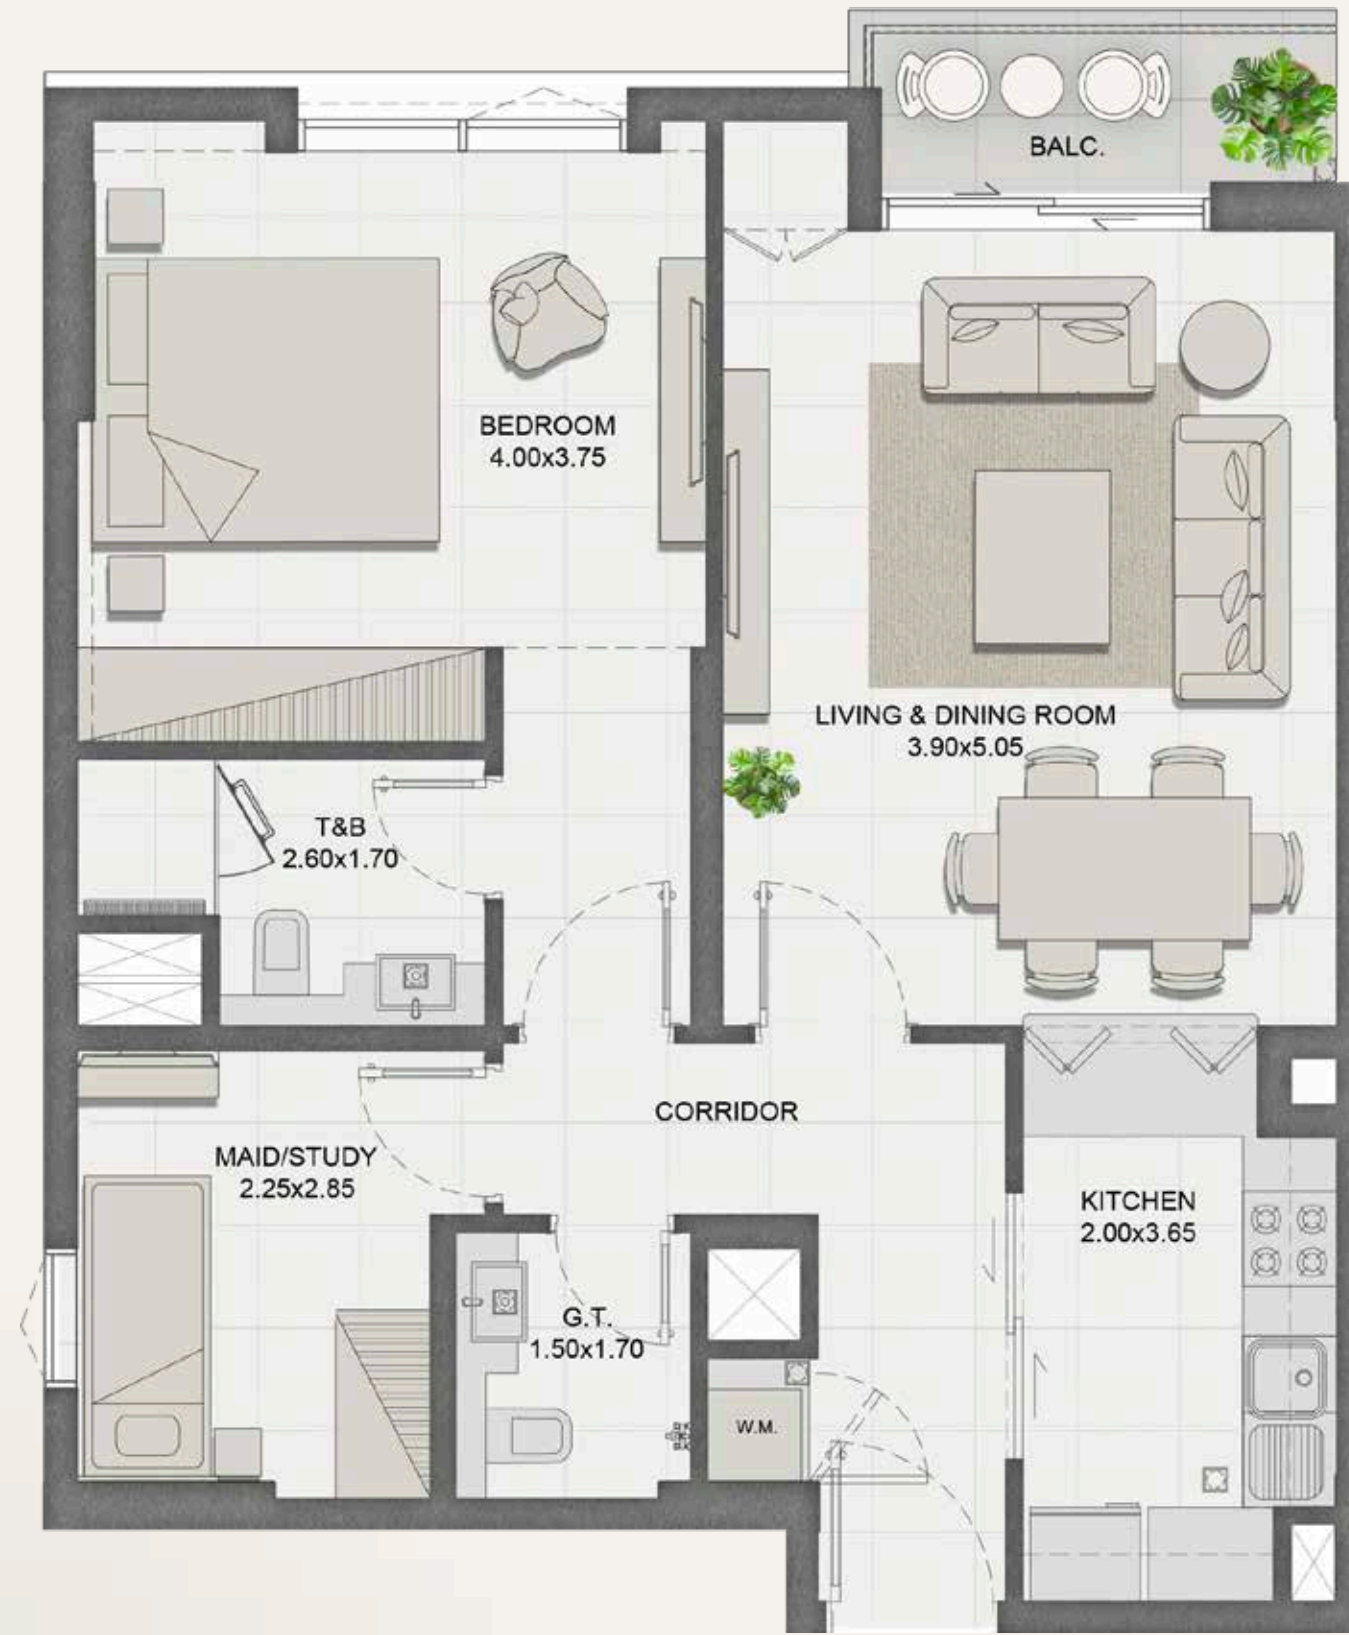 BALC.
BEDROOM
4.00x3.75
LIVING & DINING ROOM
3.90x5.05
T&B
2.60x1.70
CORRIDOR
MAID/STUDY
2.25x2.85
KITCHEN
2.00x3.65
G.T.
1.50x1.70
W.M.